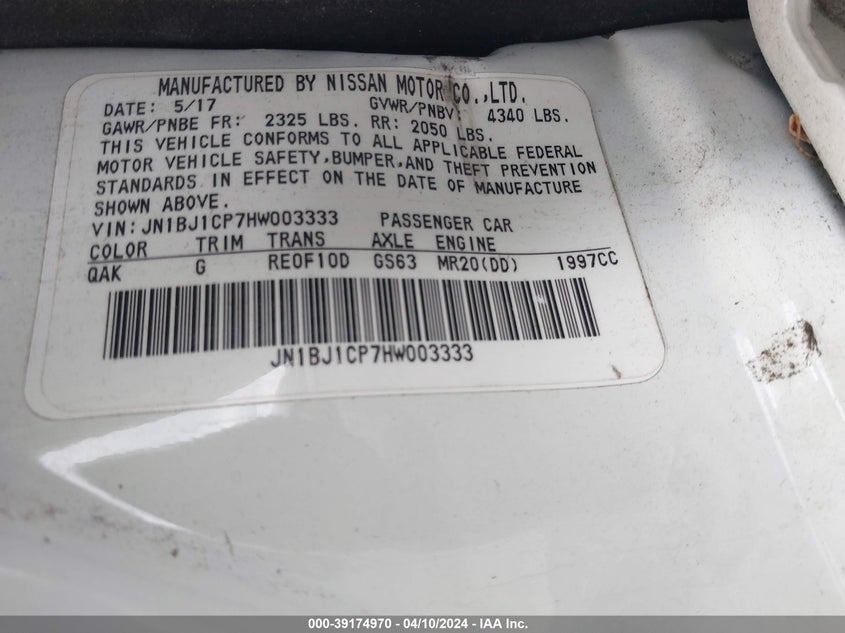 MANUFACTURED BY NISSAN MOTOR CO.,LTD.
DATE: 5/17 GVWR/PNBV: 4340 LBS.
GAWR/PNBE FR: 2325 LBS. RR: 2050 LBS.
THIS VEHICLE CONFORMS TO ALL APPLICABLE FEDERAL
MOTOR VEHICLE SAFETY,BUMPER,AND THEFT PREVENTION
STANDARDS IN EFFECT ON THE DATE OF MANUFACTURE
SHOWN ABOVE.
VIN:JN1BJ1CP7HW003333 PASSENGER CAR
COLOR TRIM TRANS AXLE ENGINE
QAK G RE0F10D GS63 MR20(DD) 1997CC
JN1BJ1CP7HW003333
000-39174970 - 04/10/2024 - IAA Inc.